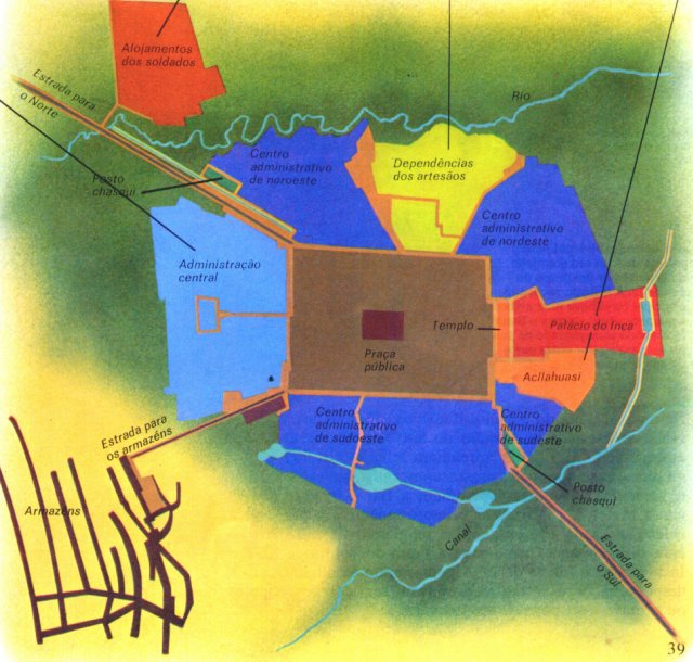 Alojamentos
dos soldados
Estrada para
o Norte
Rio
Posto
chasqui
Centro
administrativo
de noroeste
Dependências
dos artesãos
Centro
administrativo
de nordeste
Administração
central
Templo
Palácio do Inca
Praça
pública
Acllahuasi
Estrada para
os armazéns
Centro
administrativo
de sudoeste
Centro
administrativo
de sudeste
Armazéns
Posto
chasqui
Canal
Estrada para
o Sul
39